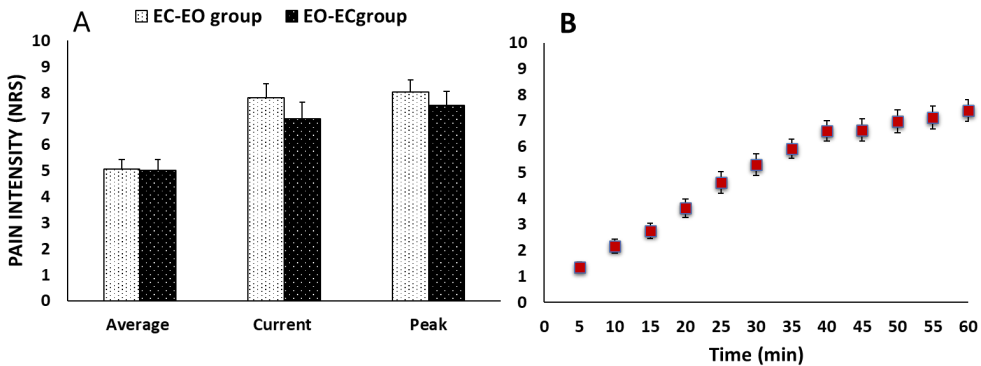 A
EC-EO group
EO-ECgroup
PAIN INTENSITY (NRS)
10
9
8
7
6
5
4
3
2
1
0
Average Current Peak
B
10
9
8
7
6
5
4
3
2
1
0
0 5 10 15 20 25 30 35 40 45 50 55 60
Time (min)